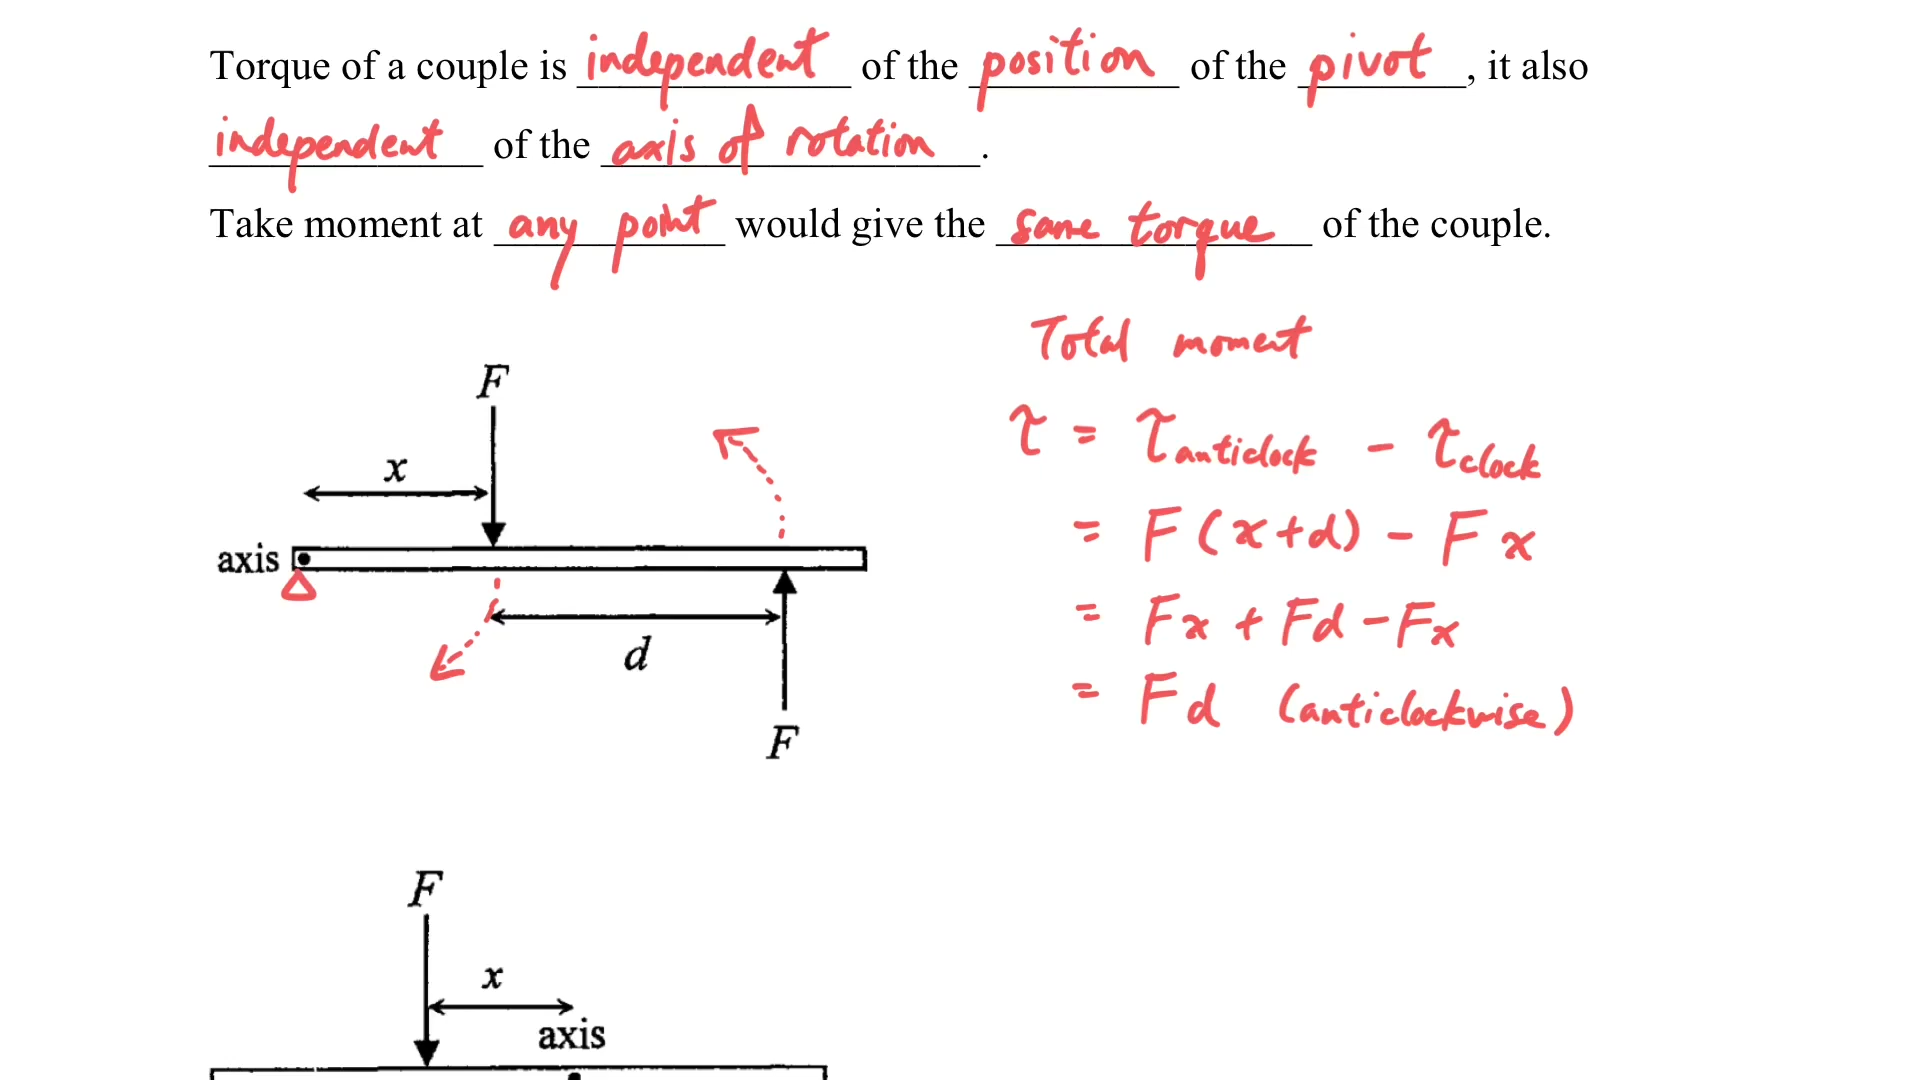 Torque of a couple is independent of the position of the pivot, it also
independent of the axis of rotation.
Take moment at any point would give the same torque of the couple.
Total moment
F
τ = τanticlock - τclock
x
= F(x+d) - Fx
axis
= Fx + Fd - Fx
d
= Fd (anticlockwise)
F
F
x
axis